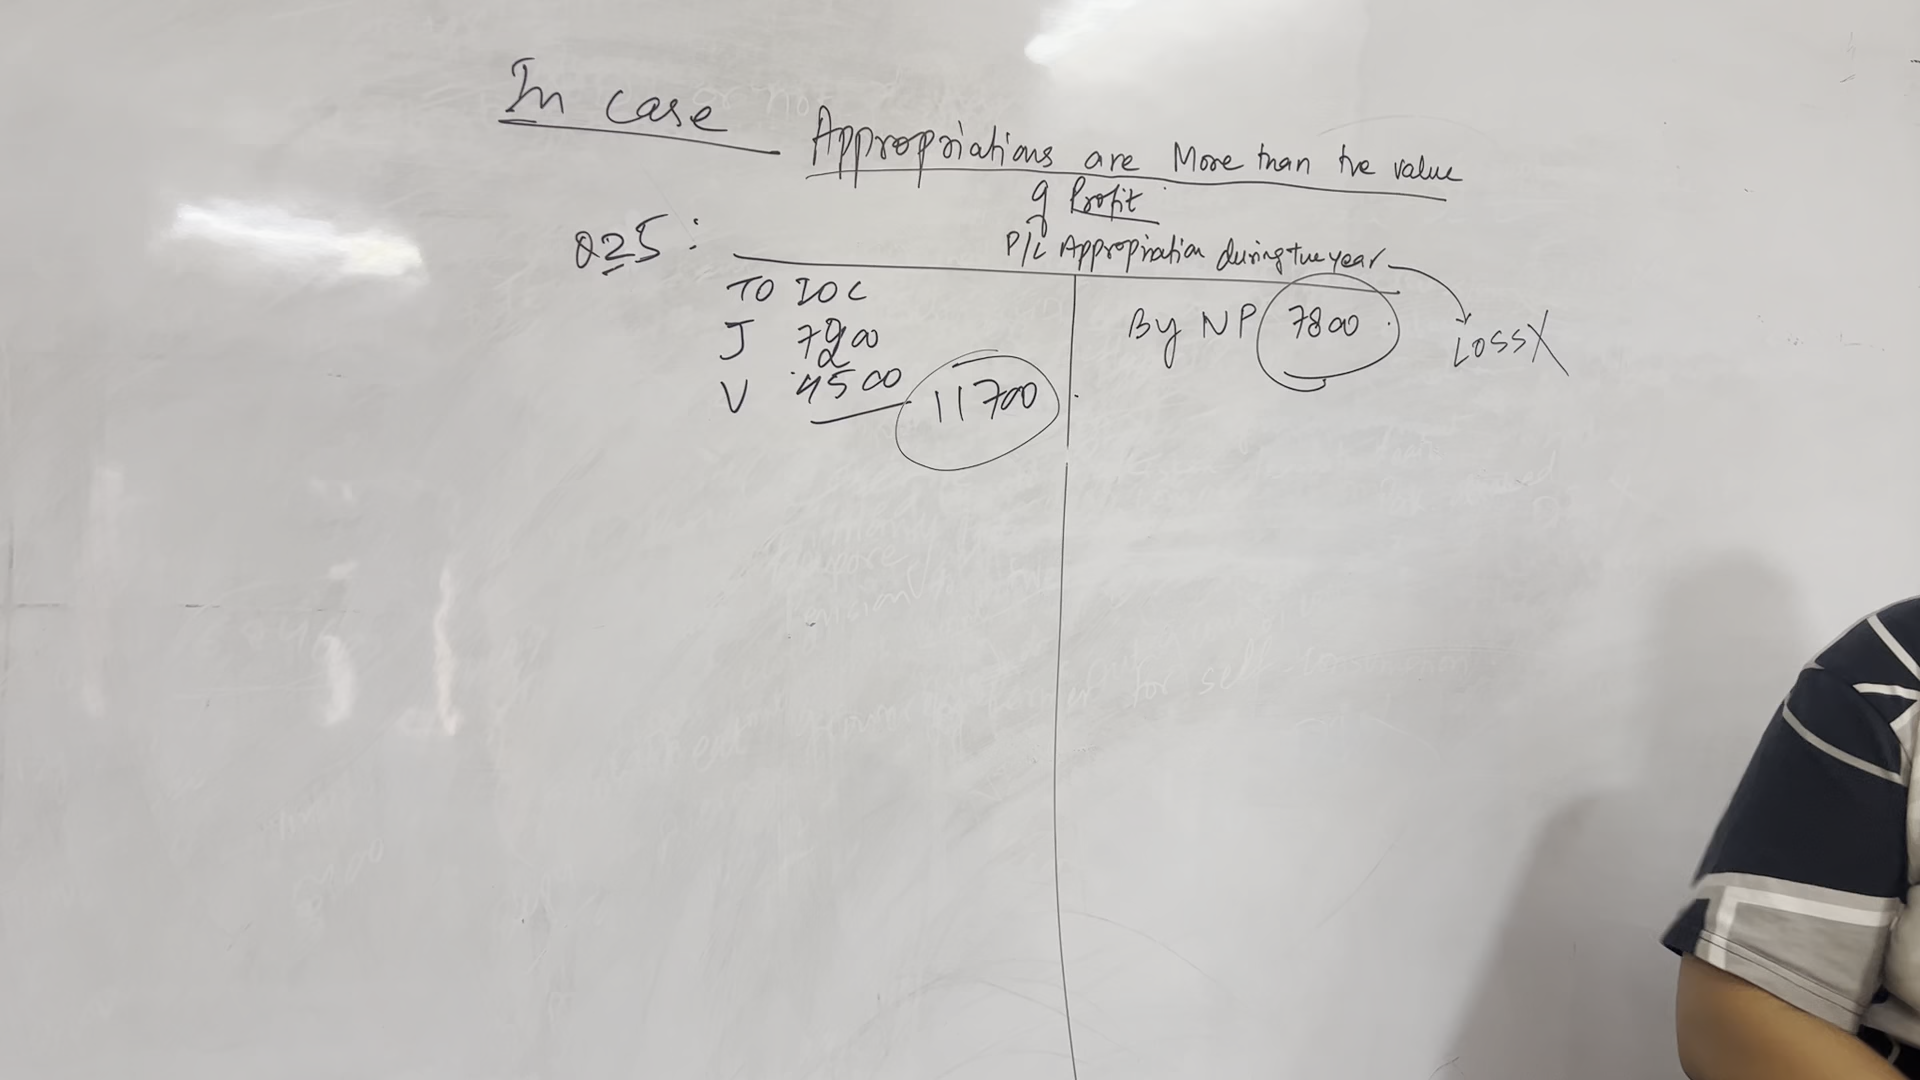 In case Appropriations are More than the value
of Profit
Q25:
P/L Appropriation during the year
TO IOC
J 7200
V 4500 11700
By NP 7800
LOSS X